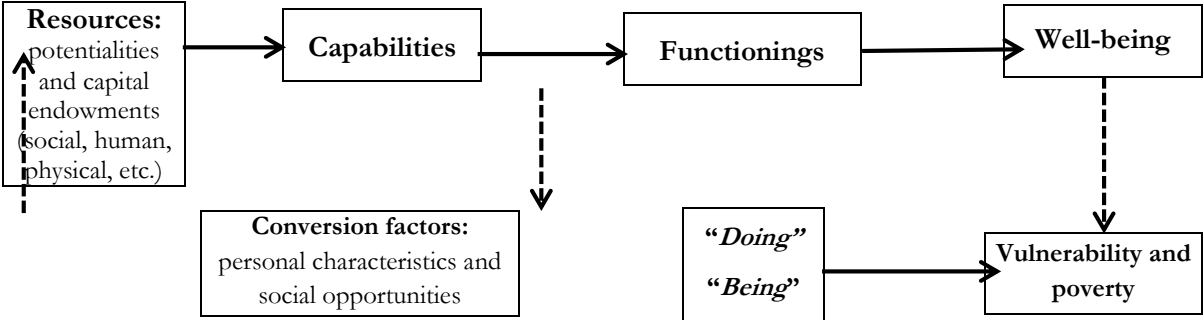 Resources:
potentialities
and capital
endowments
(social, human,
physical, etc.)
Capabilities
Functionings
Well-being
Conversion factors:
personal characteristics and
social opportunities
“Doing”
“Being”
Vulnerability and
poverty